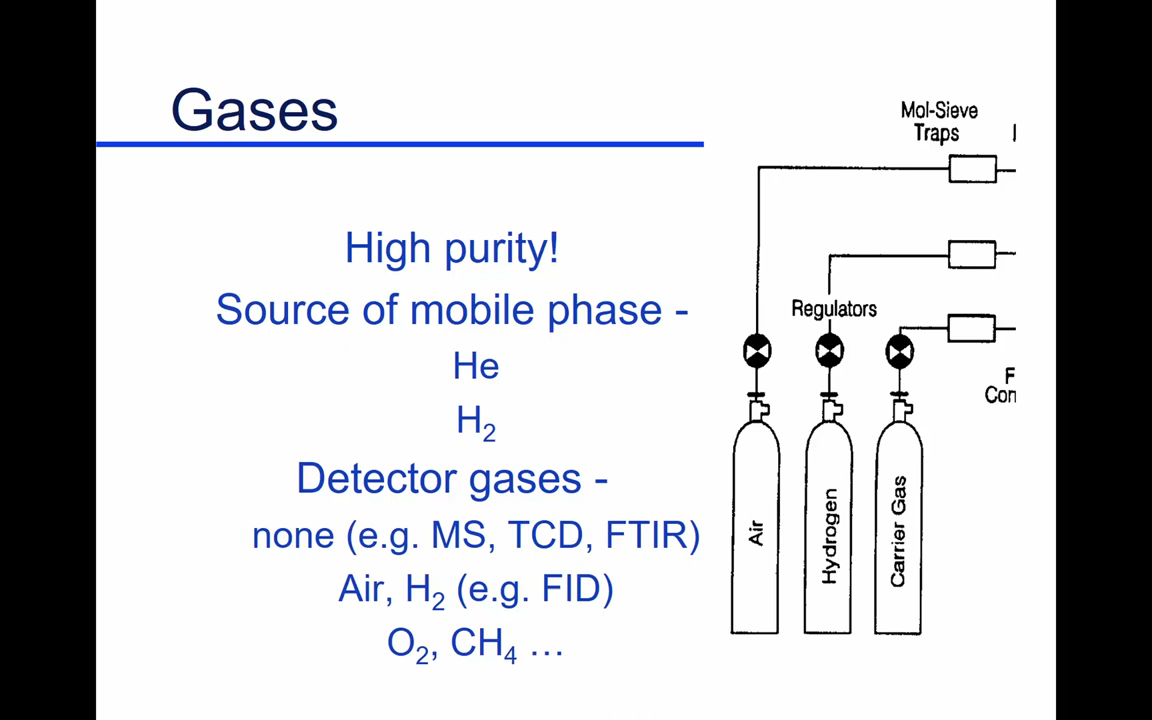 Gases
High purity!
Source of mobile phase -
He
H₂
Detector gases -
none (e.g. MS, TCD, FTIR)
Air, H₂ (e.g. FID)
O₂, CH₄ …
Mol-Sieve
Traps
Regulators
Air
Hydrogen
Carrier Gas